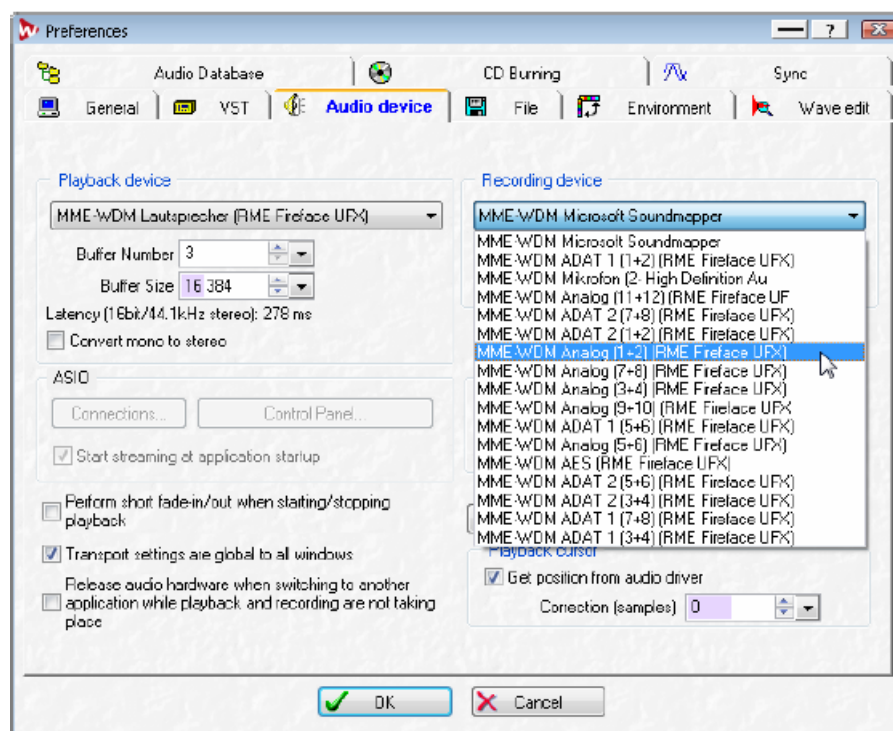 Preferences
Audio Database
CD Burning
Sync
General
VST
Audio device
File
Environment
Wave edit
Playback device
MME-WDM Lautsprecher (RME Fireface UFX)
Buffer Number 3
Buffer Size 16 384
Latency (16bit/44.1kHz stereo): 278 ms
Convert mono to stereo
ASIO
Connections...
Control Panel...
Start streaming at application startup
Perform short fade-in/out when starting/stopping
playback
Transport settings are global to all windows
Release audio hardware when switching to another
application while playback and recording are not taking
place
Recording device
MME-WDM Microsoft Soundmapper
MME-WDM Microsoft Soundmapper
MME-WDM ADAT 1 (1+2) (RME Fireface UFX)
MME-WDM Mikrofon (2- High Definition Au
MME-WDM Analog (11+12) (RME Fireface UF
MME-WDM ADAT 2 (7+8) (RME Fireface UFX)
MME-WDM ADAT 2 (1+2) (RME Fireface UFX)
MME-WDM Analog (1+2) (RME Fireface UFX)
MME-WDM Analog (7+8) (RME Fireface UFX)
MME-WDM Analog (3+4) (RME Fireface UFX)
MME-WDM Analog (9+10) (RME Fireface UFX
MME-WDM ADAT 1 (5+6) (RME Fireface UFX)
MME-WDM Analog (5+6) (RME Fireface UFX)
MME-WDM AES (RME Fireface UFX)
MME-WDM ADAT 2 (5+6) (RME Fireface UFX)
MME-WDM ADAT 2 (3+4) (RME Fireface UFX)
MME-WDM ADAT 1 (7+8) (RME Fireface UFX)
MME-WDM ADAT 1 (3+4) (RME Fireface UFX)
Playback cursor
Get position from audio driver
Correction (samples) 0
OK
Cancel